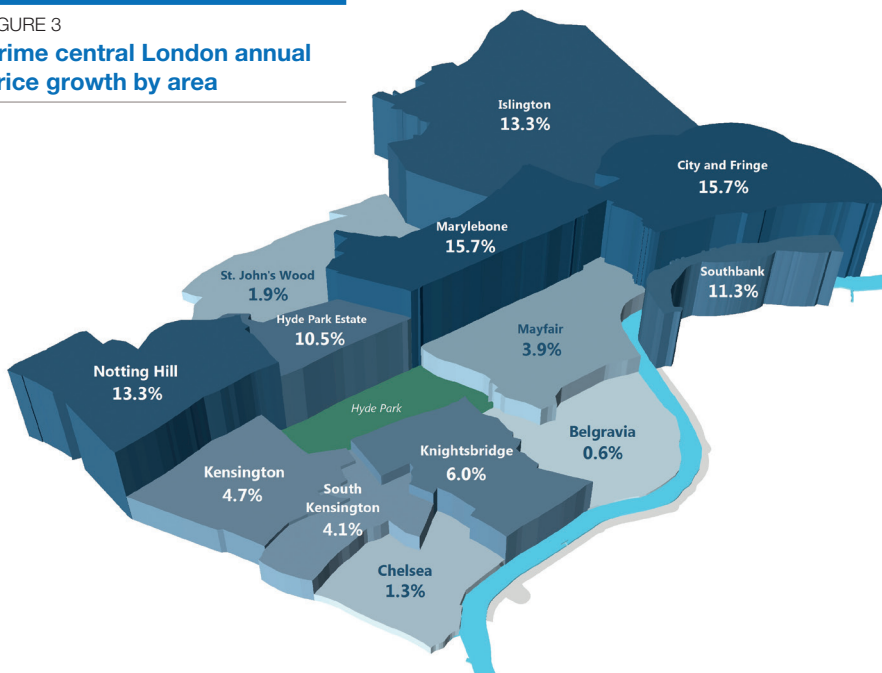 GURE 3
rime central London annual
rice growth by area
Islington
13.3%
City and Fringe
15.7%
Marylebone
15.7%
Southbank
11.3%
St. John's Wood
1.9%
Hyde Park Estate
10.5%
Mayfair
3.9%
Notting Hill
13.3%
Hyde Park
Belgravia
0.6%
Knightsbridge
6.0%
Kensington
4.7%
South
Kensington
4.1%
Chelsea
1.3%